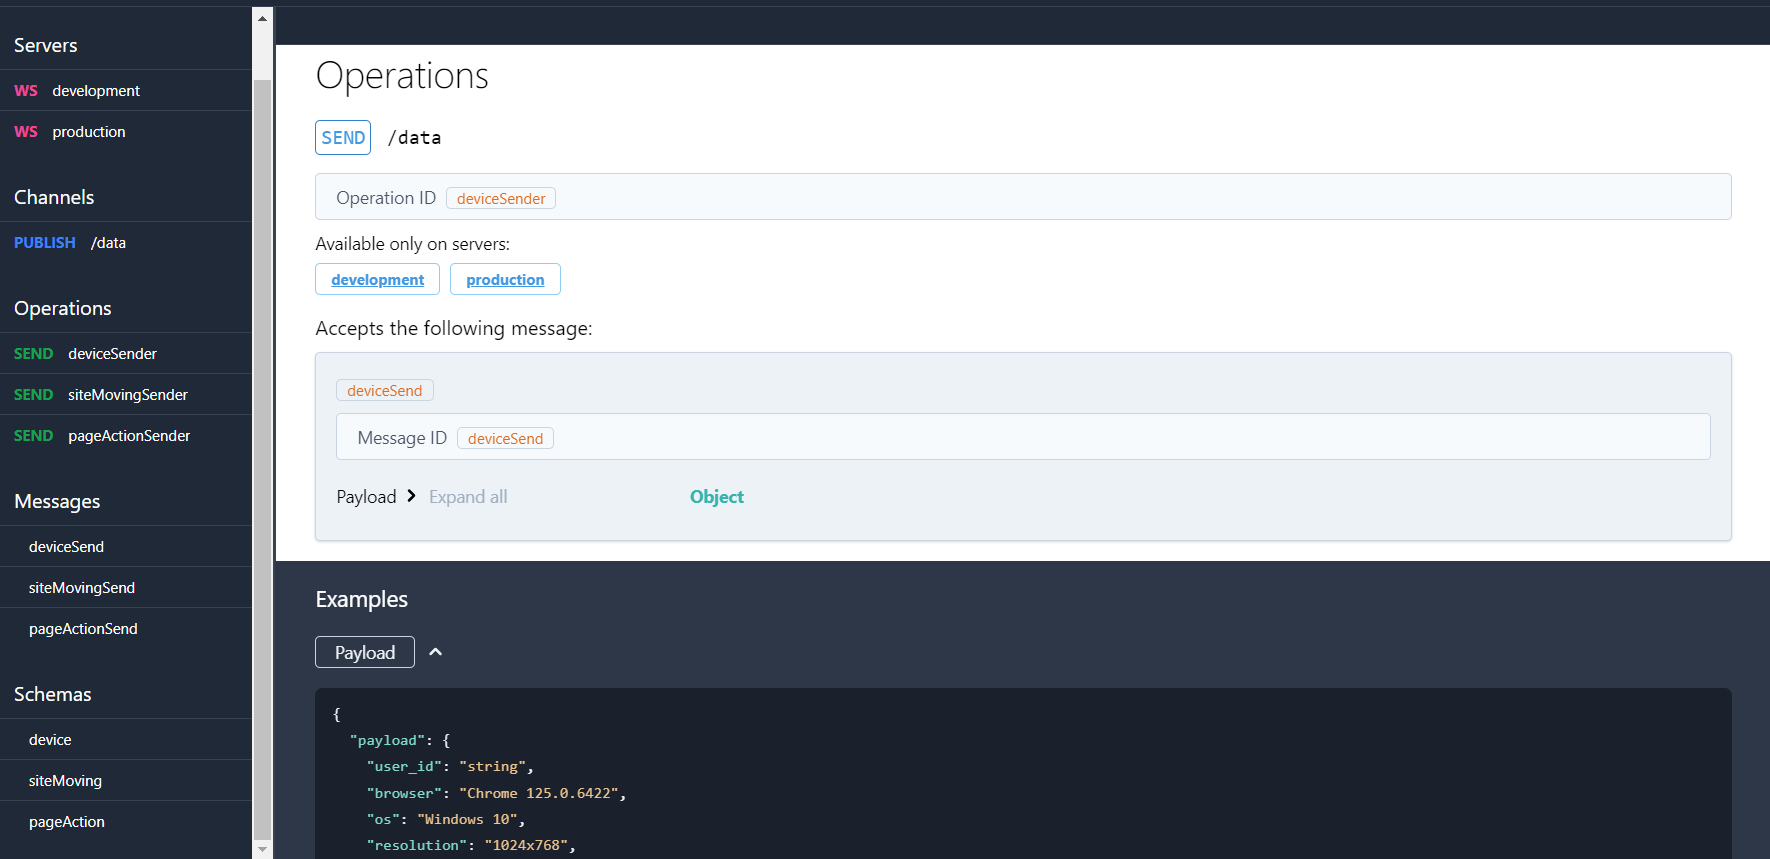 Servers
WS development
WS production
Channels
PUBLISH /data
Operations
SEND deviceSender
SEND siteMovingSender
SEND pageActionSender
Messages
deviceSend
siteMovingSend
pageActionSend
Schemas
device
siteMoving
pageAction
Operations
SEND /data
Operation ID deviceSender
Available only on servers:
development production
Accepts the following message:
deviceSend
Message ID deviceSend
Payload Expand all Object
Examples
Payload
{
"payload": {
"user_id": "string",
"browser": "Chrome 125.0.6422",
"os": "Windows 10",
"resolution": "1024x768",